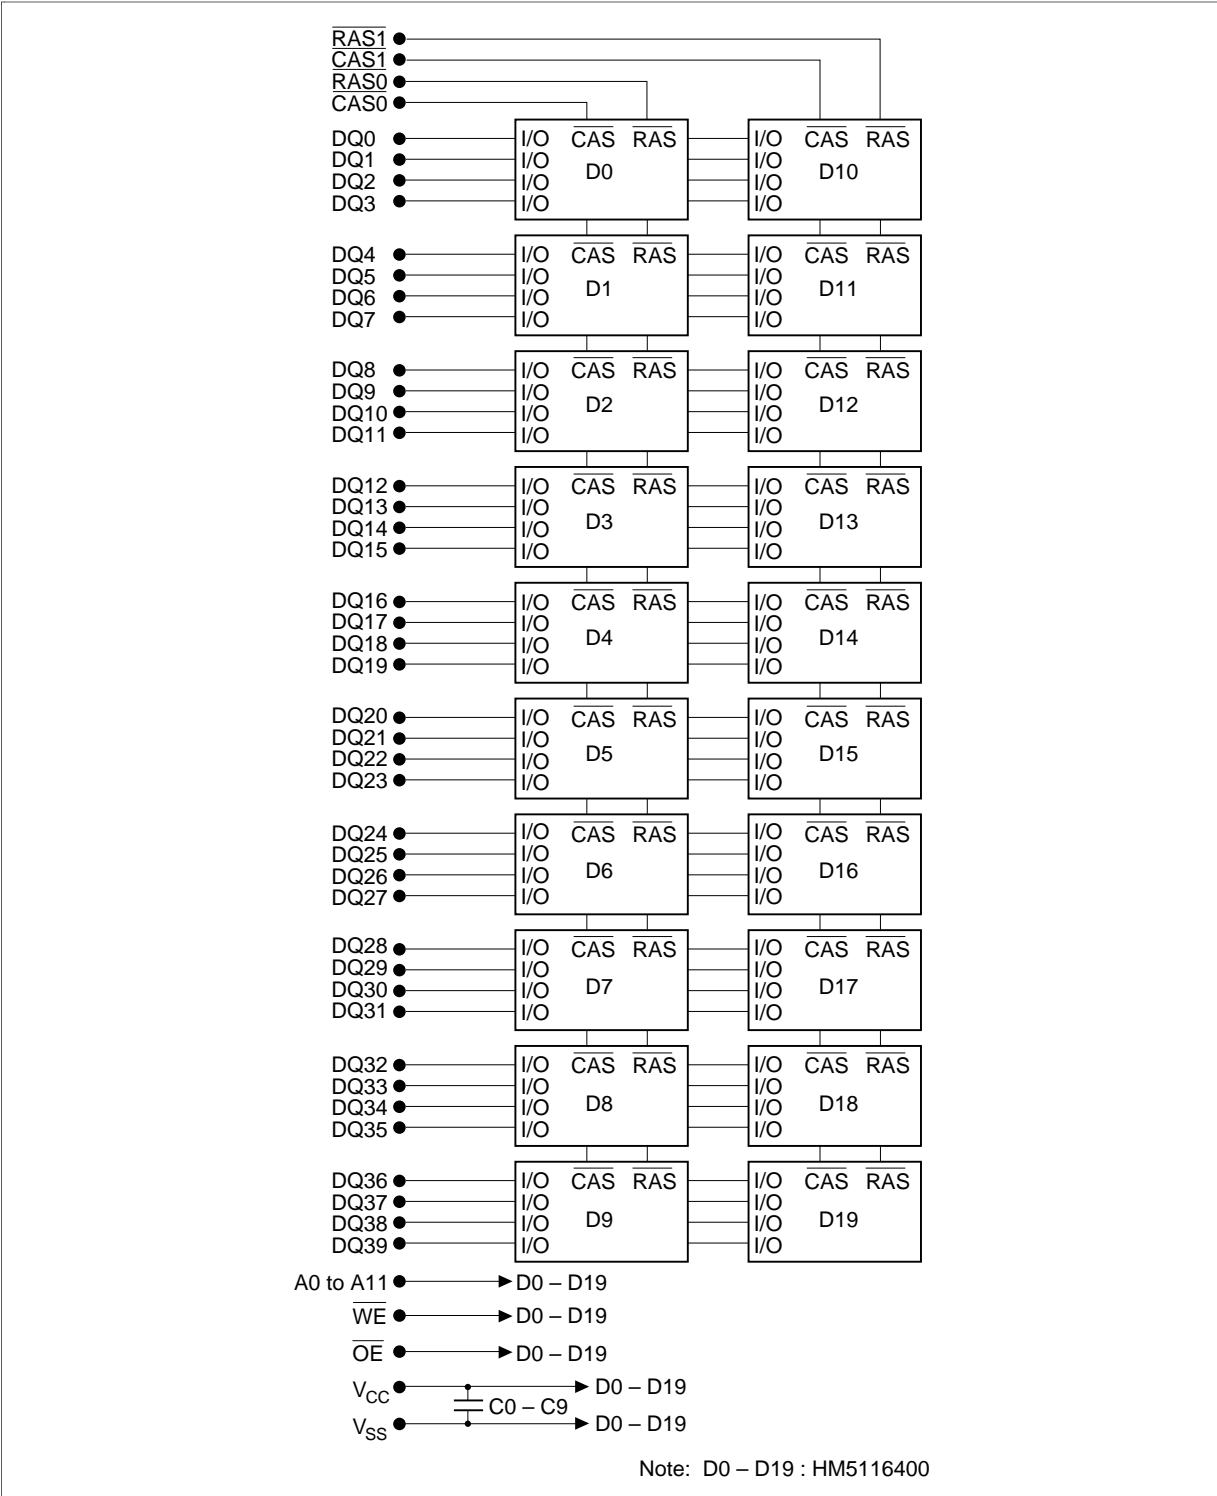 RAS1
CAS1
RAS0
CAS0
DQ0 I/O CAS RAS I/O CAS RAS
DQ1 I/O D0 I/O D10
DQ2 I/O I/O
DQ3 I/O I/O
DQ4 I/O CAS RAS I/O CAS RAS
DQ5 I/O D1 I/O D11
DQ6 I/O I/O
DQ7 I/O I/O
DQ8 I/O CAS RAS I/O CAS RAS
DQ9 I/O D2 I/O D12
DQ10 I/O I/O
DQ11 I/O I/O
DQ12 I/O CAS RAS I/O CAS RAS
DQ13 I/O D3 I/O D13
DQ14 I/O I/O
DQ15 I/O I/O
DQ16 I/O CAS RAS I/O CAS RAS
DQ17 I/O D4 I/O D14
DQ18 I/O I/O
DQ19 I/O I/O
DQ20 I/O CAS RAS I/O CAS RAS
DQ21 I/O D5 I/O D15
DQ22 I/O I/O
DQ23 I/O I/O
DQ24 I/O CAS RAS I/O CAS RAS
DQ25 I/O D6 I/O D16
DQ26 I/O I/O
DQ27 I/O I/O
DQ28 I/O CAS RAS I/O CAS RAS
DQ29 I/O D7 I/O D17
DQ30 I/O I/O
DQ31 I/O I/O
DQ32 I/O CAS RAS I/O CAS RAS
DQ33 I/O D8 I/O D18
DQ34 I/O I/O
DQ35 I/O I/O
DQ36 I/O CAS RAS I/O CAS RAS
DQ37 I/O D9 I/O D19
DQ38 I/O I/O
DQ39 I/O I/O
A0 to A11 D0 – D19
WE D0 – D19
OE D0 – D19
VCC D0 – D19
C0 – C9
VSS D0 – D19
Note: D0 – D19 : HM5116400